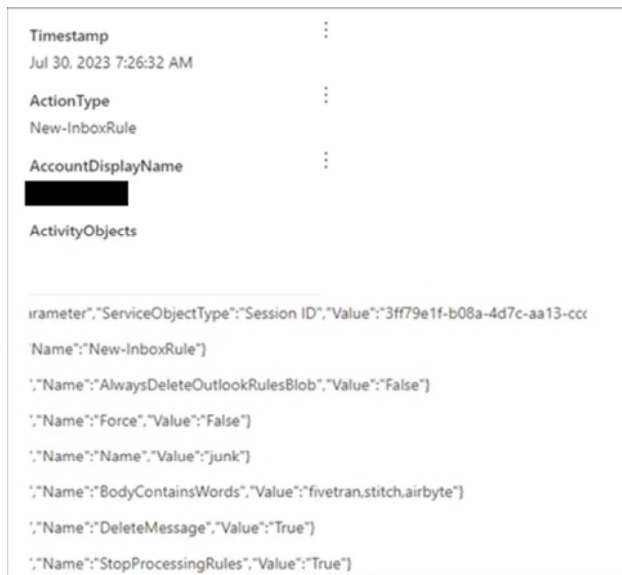 Timestamp
Jul 30, 2023 7:26:32 AM
ActionType
New-InboxRule
AccountDisplayName
ActivityObjects
arameter","ServiceObjectType":"Session ID","Value":"3ff79e1f-b08a-4d7c-aa13-ccc
'Name":"New-InboxRule"}
","Name":"AlwaysDeleteOutlookRulesBlob","Value":"False"}
","Name":"Force","Value":"False"}
","Name":"Name","Value":"junk"}
","Name":"BodyContainsWords","Value":"fivetran,stitch,airbyte"}
","Name":"DeleteMessage","Value":"True"}
","Name":"StopProcessingRules","Value":"True"}